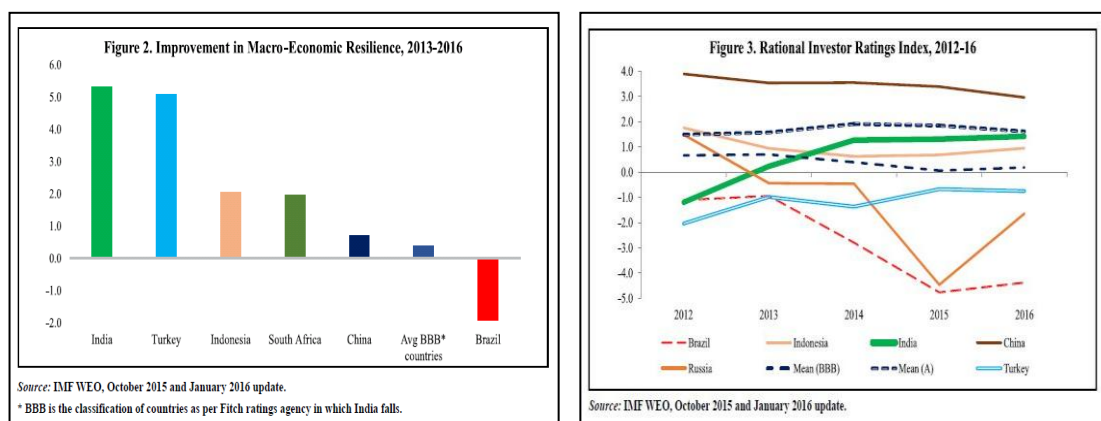 Figure 2. Improvement in Macro-Economic Resilience, 2013-2016
6.0
5.0
4.0
3.0
2.0
1.0
0.0
-1.0
-2.0
India Turkey Indonesia South Africa China Avg BBB* Brazil
countries
Source: IMF WEO, October 2015 and January 2016 update.
* BBB is the classification of countries as per Fitch ratings agency in which India falls.
Figure 3. Rational Investor Ratings Index, 2012-16
4.0
3.0
2.0
1.0
0.0
-1.0
-2.0
-3.0
-4.0
-5.0
2012 2013 2014 2015 2016
Brazil Indonesia India China
Russia Mean (BBB) Mean (A) Turkey
Source: IMF WEO, October 2015 and January 2016 update.